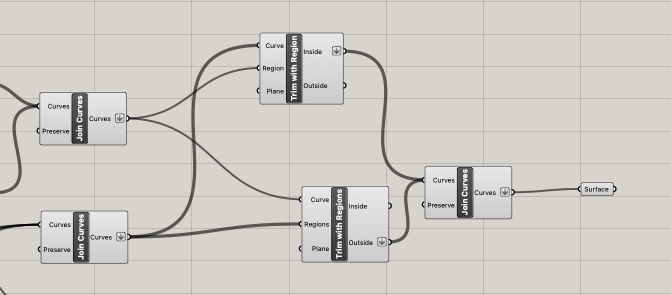 Curve
Region
Plane
Trim with Region
Inside
Outside
Curves
Preserve
Join Curves
Curves
Curve
Regions
Plane
Trim with Regions
Inside
Outside
Curves
Preserve
Join Curves
Curves
Surface
Curves
Preserve
Join Curves
Curves